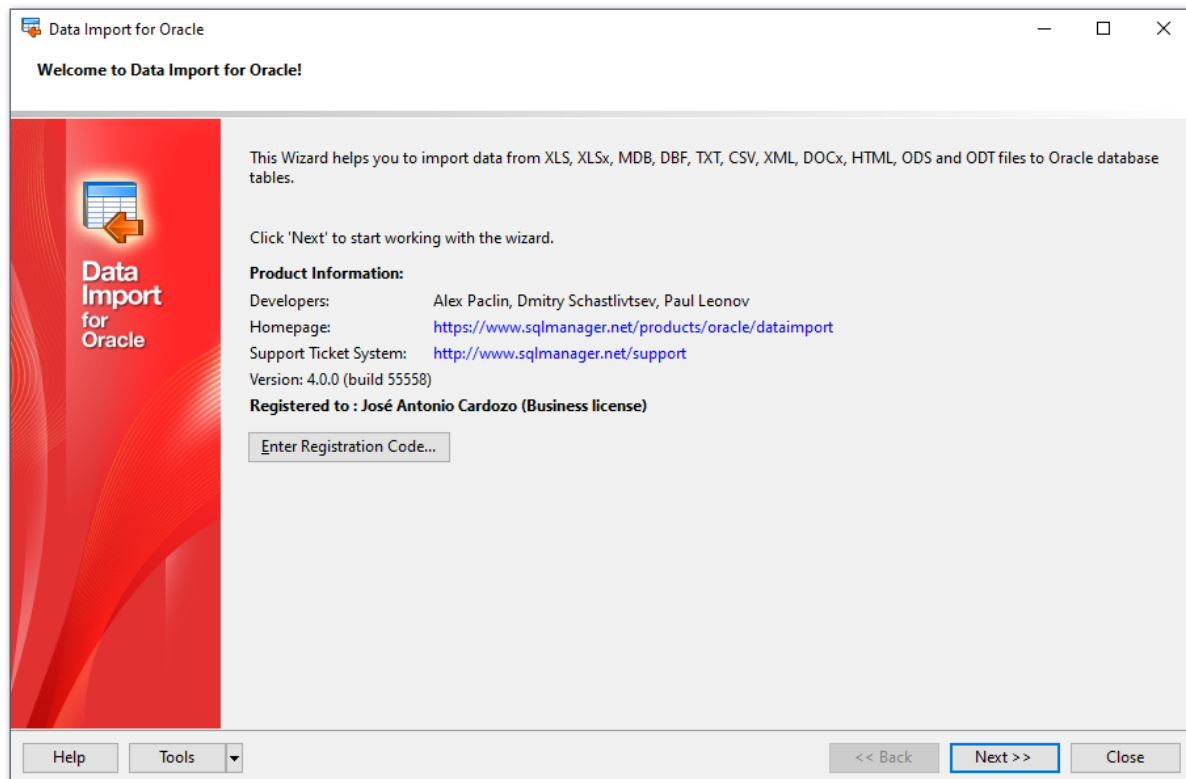 Data Import for Oracle
Welcome to Data Import for Oracle!
Data
Import
for
Oracle
This Wizard helps you to import data from XLS, XLSx, MDB, DBF, TXT, CSV, XML, DOCx, HTML, ODS and ODT files to Oracle database
tables.
Click 'Next' to start working with the wizard.
Product Information:
Developers: Alex Paclin, Dmitry Schastlivtsev, Paul Leonov
Homepage: https://www.sqlmanager.net/products/oracle/dataimport
Support Ticket System: http://www.sqlmanager.net/support
Version: 4.0.0 (build 55558)
Registered to : José Antonio Cardozo (Business license)
Enter Registration Code...
Help Tools << Back Next >> Close